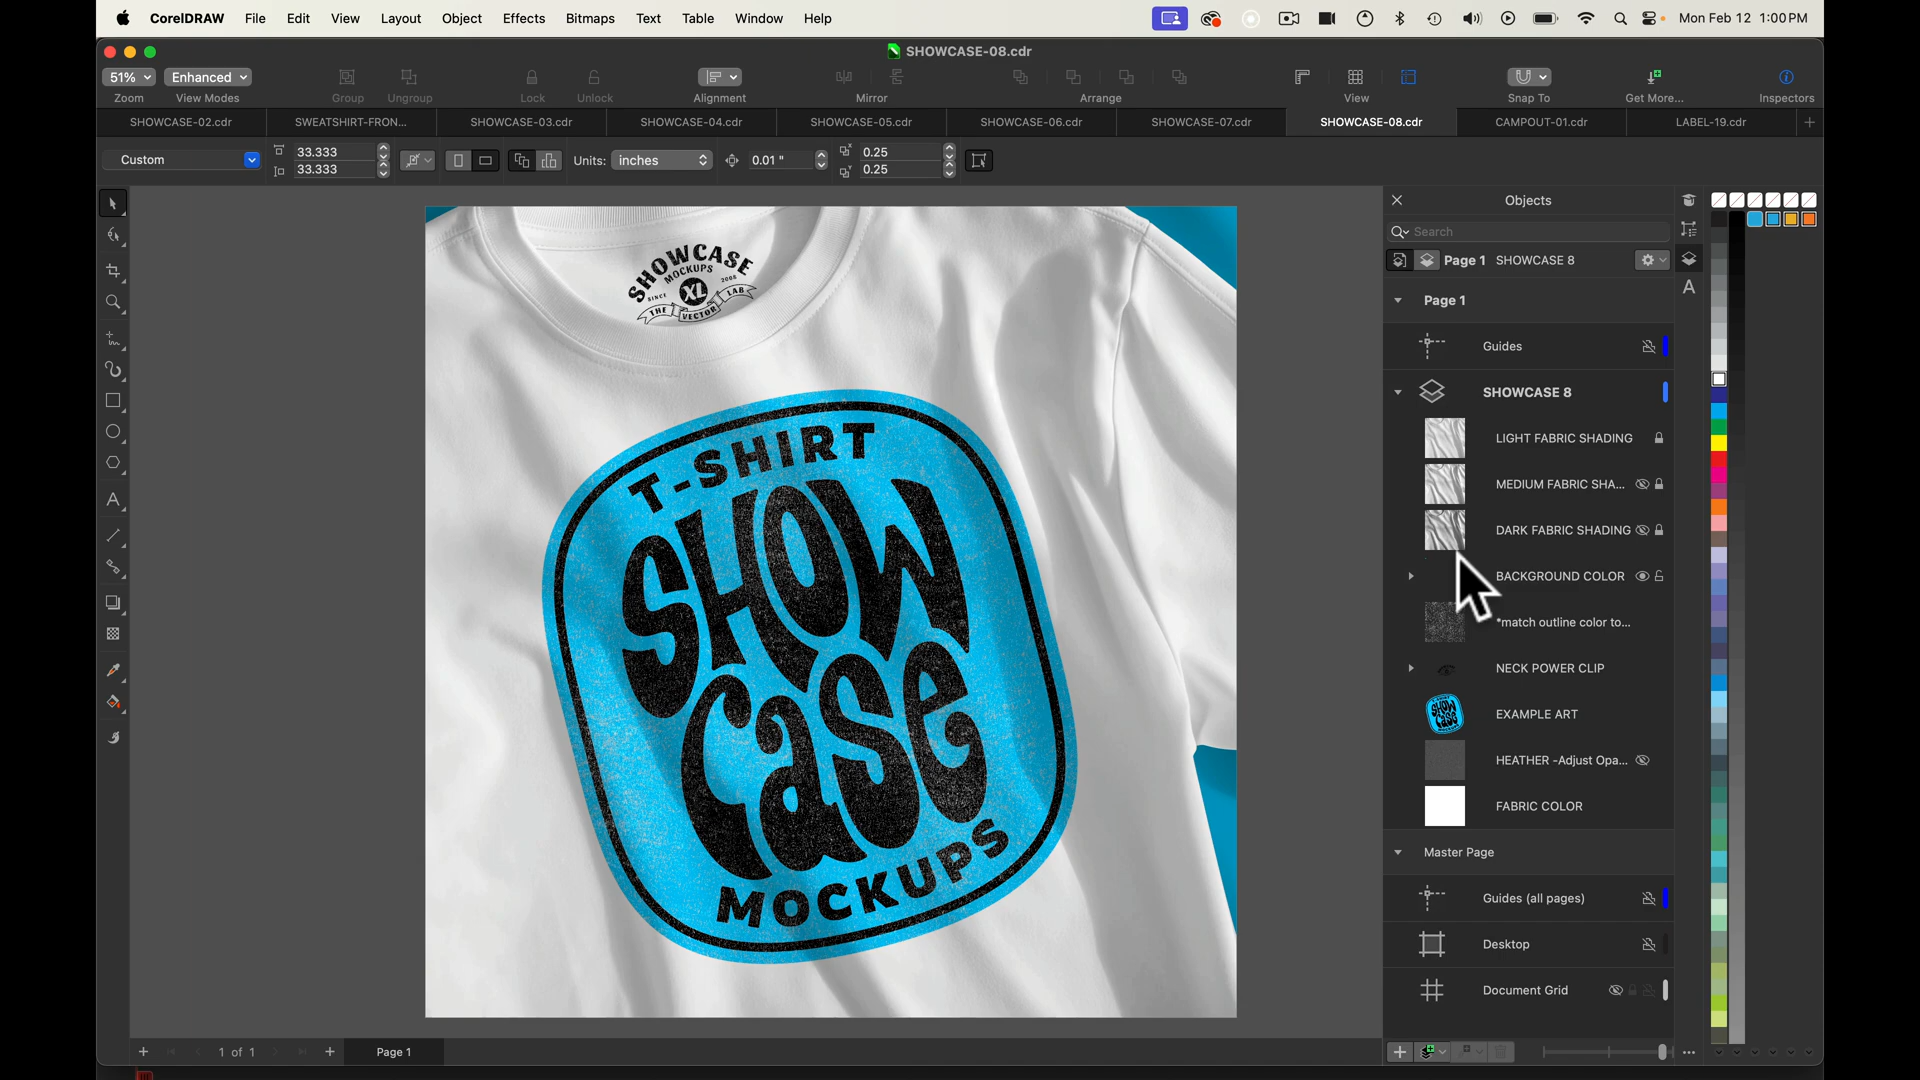 CorelDRAW File Edit View Layout Object Effects Bitmaps Text Table Window Help Mon Feb 12 1:00 PM
SHOWCASE-08.cdr
51% Enhanced
Zoom View Modes Group Ungroup Lock Unlock Alignment Mirror Arrange View Snap To Get More... Inspectors
SHOWCASE-02.cdr SWEATSHIRT-FRON... SHOWCASE-03.cdr SHOWCASE-04.cdr SHOWCASE-05.cdr SHOWCASE-06.cdr SHOWCASE-07.cdr SHOWCASE-08.cdr CAMPOUT-01.cdr LABEL-19.cdr
Custom 33.333 33.333 Units: inches 0.01 " 0.25 0.25
Objects
Search
Page 1 SHOWCASE 8
Page 1
Guides
SHOWCASE 8
LIGHT FABRIC SHADING
MEDIUM FABRIC SHA...
DARK FABRIC SHADING
BACKGROUND COLOR
*match outline color to...
NECK POWER CLIP
EXAMPLE ART
HEATHER -Adjust Opa...
FABRIC COLOR
Master Page
Guides (all pages)
Desktop
Document Grid
SHOWCASE
MOCKUPS
SINCE XL 2008
THE VECTOR LAB
T-SHIRT
SHOW
CaSe
MOCKUPS
1 of 1 Page 1